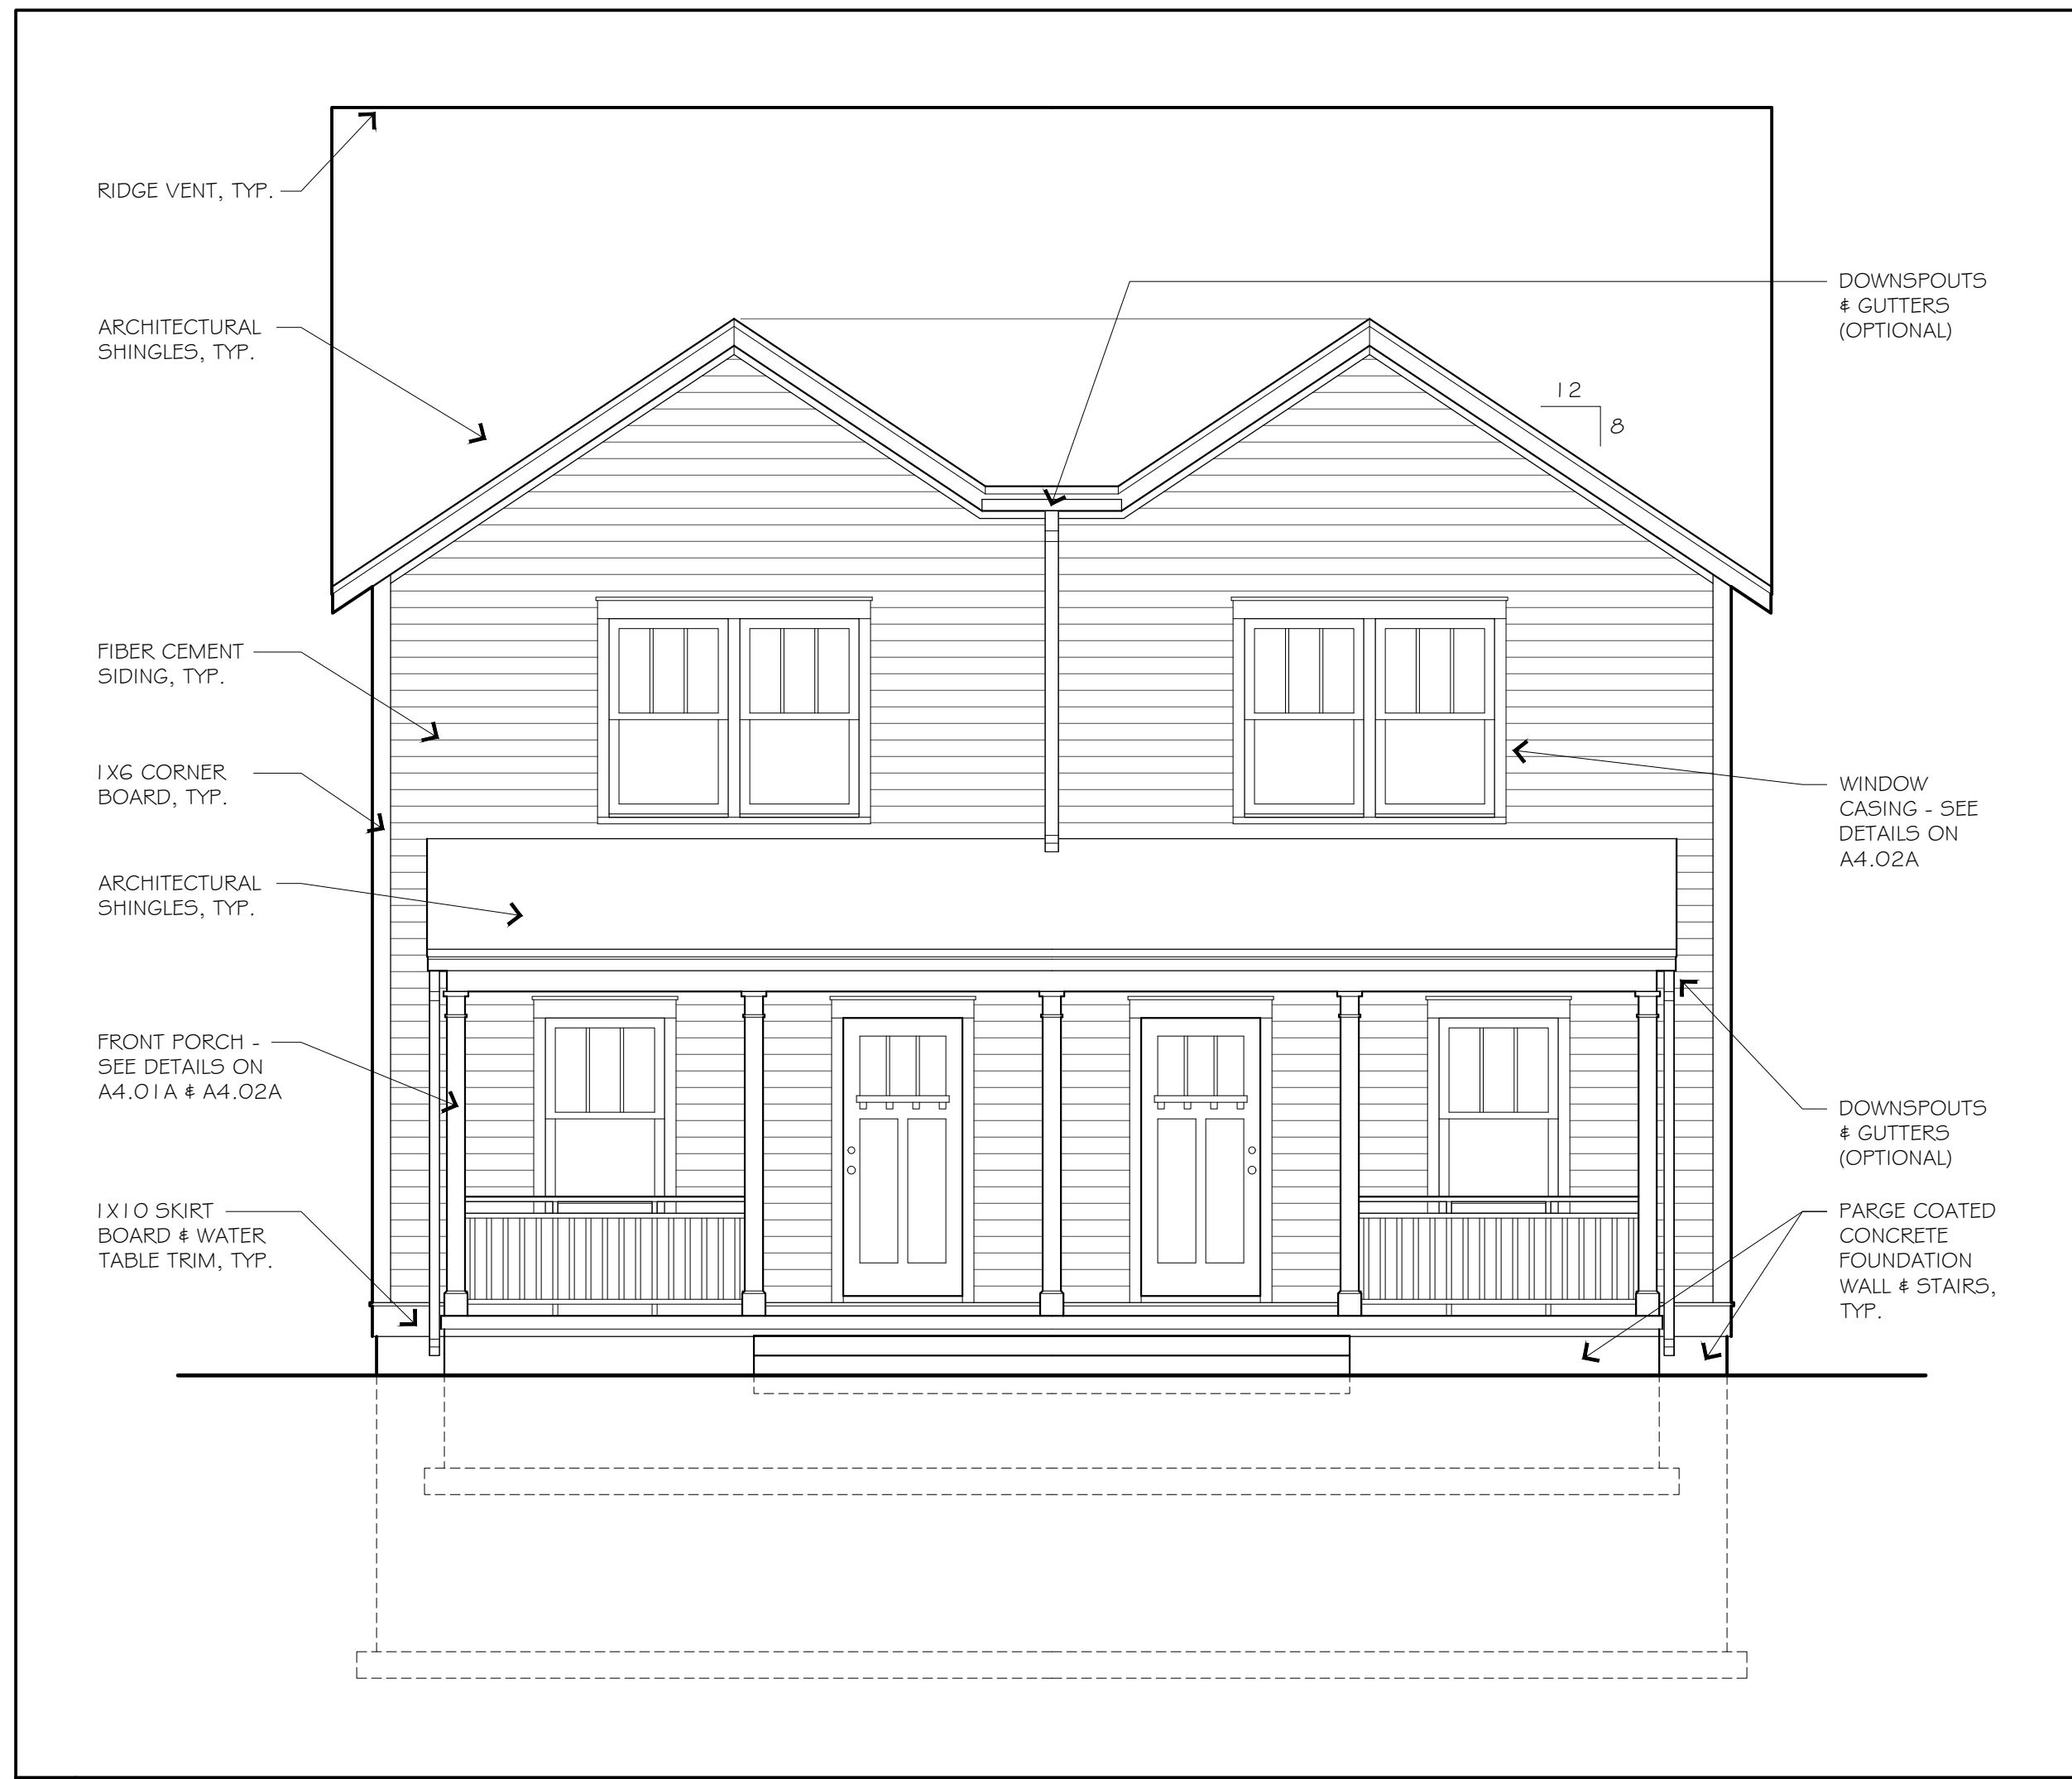 RIDGE VENT, TYP.
ARCHITECTURAL
SHINGLES, TYP.
FIBER CEMENT
SIDING, TYP.
1X6 CORNER
BOARD, TYP.
ARCHITECTURAL
SHINGLES, TYP.
FRONT PORCH -
SEE DETAILS ON
A4.01A & A4.02A
1X10 SKIRT
BOARD & WATER
TABLE TRIM, TYP.
DOWNSPOUTS
& GUTTERS
(OPTIONAL)
12
8
WINDOW
CASING - SEE
DETAILS ON
A4.02A
DOWNSPOUTS
& GUTTERS
(OPTIONAL)
PARGE COATED
CONCRETE
FOUNDATION
WALL & STAIRS,
TYP.